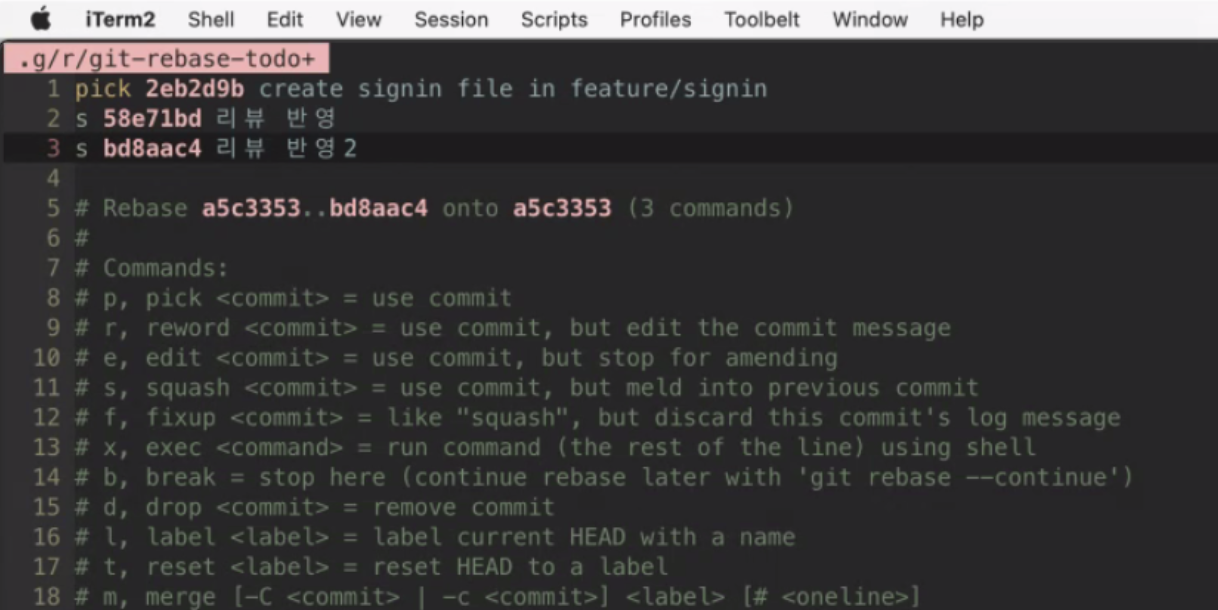 iTerm2 Shell Edit View Session Scripts Profiles Toolbelt Window Help
.g/r/git-rebase-todo+
1 pick 2eb2d9b create signin file in feature/signin
2 s 58e71bd 리뷰 반영
3 s bd8aac4 리뷰 반영2
4
5 # Rebase a5c3353..bd8aac4 onto a5c3353 (3 commands)
6 #
7 # Commands:
8 # p, pick <commit> = use commit
9 # r, reword <commit> = use commit, but edit the commit message
10 # e, edit <commit> = use commit, but stop for amending
11 # s, squash <commit> = use commit, but meld into previous commit
12 # f, fixup <commit> = like "squash", but discard this commit's log message
13 # x, exec <command> = run command (the rest of the line) using shell
14 # b, break = stop here (continue rebase later with 'git rebase --continue')
15 # d, drop <commit> = remove commit
16 # l, label <label> = label current HEAD with a name
17 # t, reset <label> = reset HEAD to a label
18 # m, merge [-C <commit> | -c <commit>] <label> [# <oneline>]